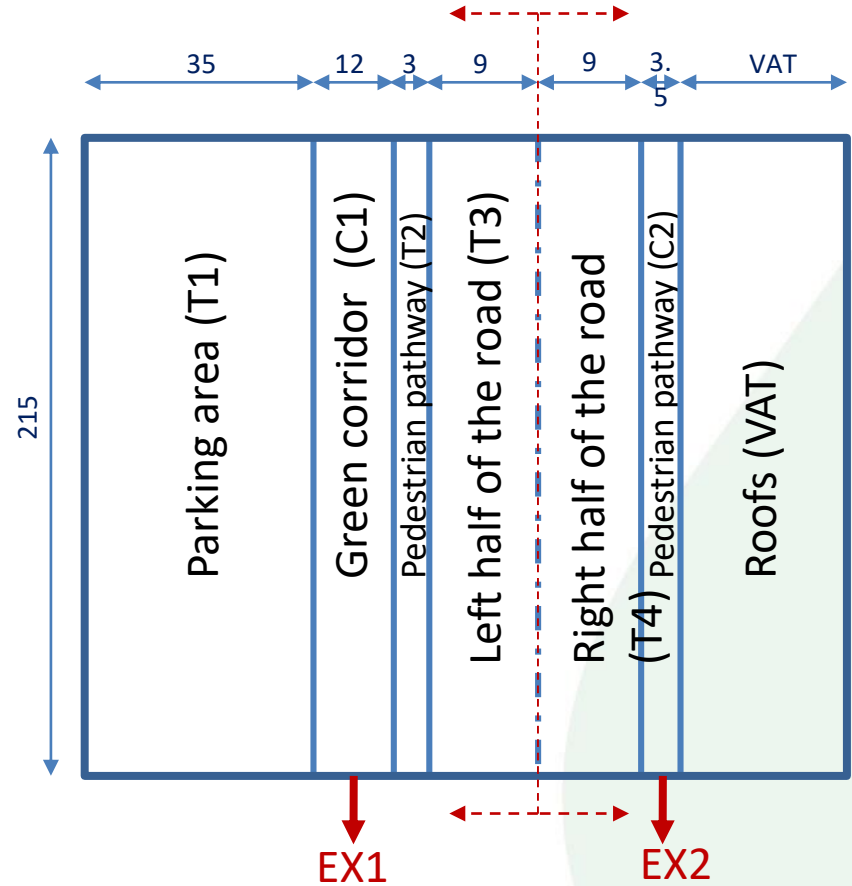 35
12
3
9
9
3.
5
VAT
215
Parking area (T1)
Green corridor (C1)
Pedestrian pathway (T2)
Left half of the road (T3)
Right half of the road
(T4)
Pedestrian pathway (C2)
Roofs (VAT)
EX1
EX2